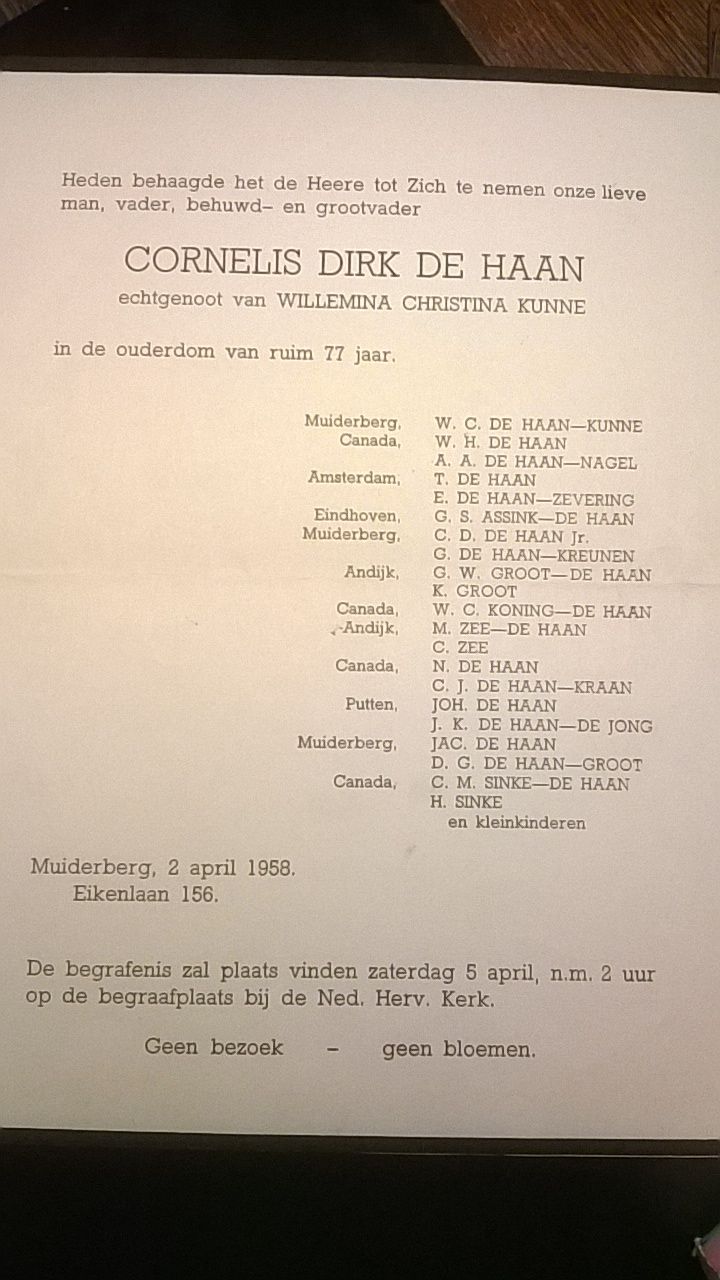 Heden behaagde het de Heere tot Zich te nemen onze lieve
man, vader, behuwd– en grootvader
CORNELIS DIRK DE HAAN
echtgenoot van WILLEMINA CHRISTINA KUNNE
in de ouderdom van ruim 77 jaar.
Muiderberg, W. C. DE HAAN—KUNNE
Canada, W. H. DE HAAN
A. A. DE HAAN—NAGEL
Amsterdam, T. DE HAAN
E. DE HAAN—ZEVERING
Eindhoven, G. S. ASSINK—DE HAAN
Muiderberg, C. D. DE HAAN Jr.
G. DE HAAN—KREUNEN
Andijk, G. W. GROOT—DE HAAN
K. GROOT
Canada, W. C. KONING—DE HAAN
Andijk, M. ZEE—DE HAAN
C. ZEE
Canada, N. DE HAAN
C. J. DE HAAN—KRAAN
Putten, JOH. DE HAAN
J. K. DE HAAN—DE JONG
Muiderberg, JAC. DE HAAN
D. G. DE HAAN—GROOT
Canada, C. M. SINKE—DE HAAN
H. SINKE
en kleinkinderen
Muiderberg, 2 april 1958.
Eikenlaan 156.
De begrafenis zal plaats vinden zaterdag 5 april, n.m. 2 uur
op de begraafplaats bij de Ned. Herv. Kerk.
Geen bezoek – geen bloemen.